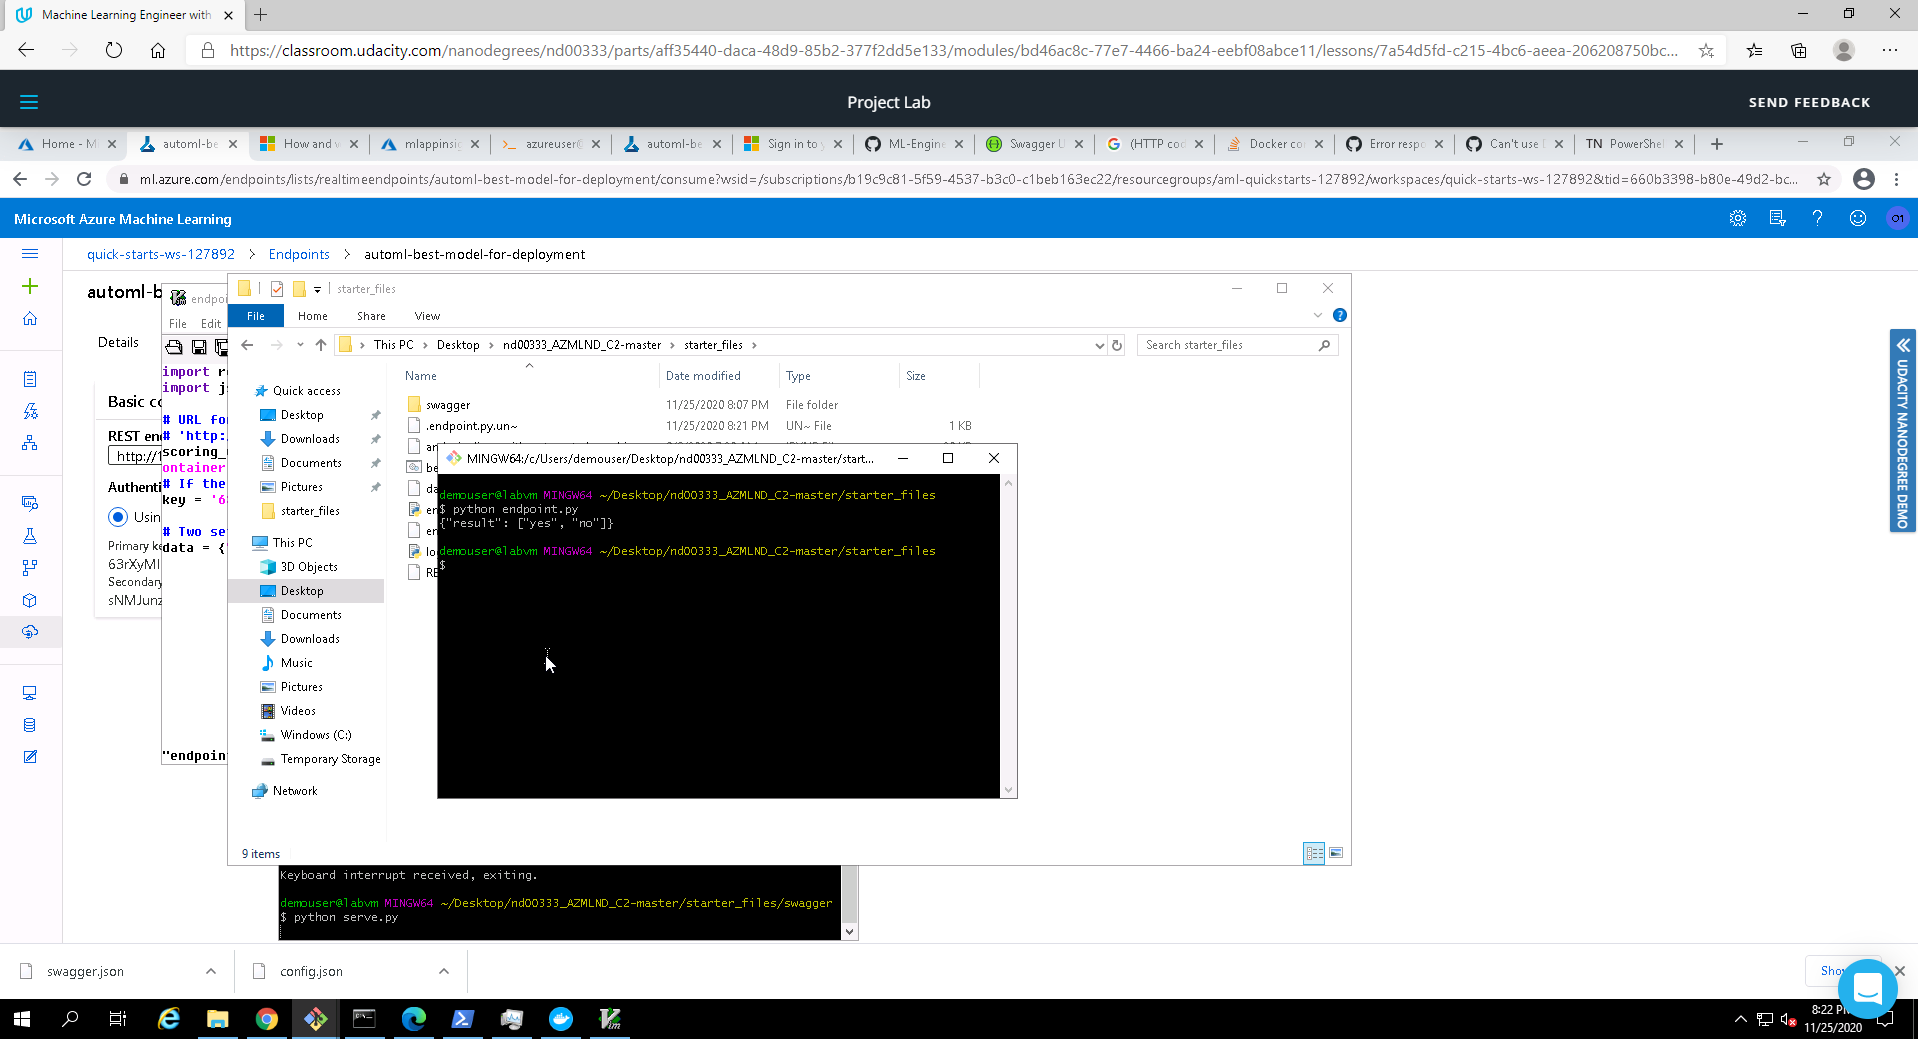 Machine Learning Engineer with
https://classroom.udacity.com/nanodegrees/nd00333/parts/aff35440-daca-48d9-85b2-377f2dd5e133/modules/bd46ac8c-77e7-4466-ba24-eebf08abce11/lessons/7a54d5fd-c215-4bc6-aeea-206208750bc...
Project Lab
SEND FEEDBACK
Home - M
automl-be
How and
mlappinsig
azureuser@
automl-be
Sign in to
ML-Engine
Swagger U
(HTTP cod
Docker co
Error resp
Can't use
TN PowerShel
ml.azure.com/endpoints/lists/realtimeendpoints/automl-best-model-for-deployment/consume?wsid=/subscriptions/b19c9c81-5f59-4537-b3c0-c1beb163ec22/resourcegroups/aml-quickstarts-127892/workspaces/quick-starts-ws-127892&tid=660b3398-b80e-49d2-bc...
Microsoft Azure Machine Learning
01
quick-starts-ws-127892 > Endpoints > automl-best-model-for-deployment
automl-b
Details
Basic co
REST en
http://1
Authenti
Usin
Primary ke
63rXyMI
Secondary
sNMJunz
endpoi
File Edit
import r
import j
# URL fo
# 'http:
scoring_
ontainer
# If the
key = '6
# Two se
data = {
"endpoin
starter_files
File Home Share View
This PC > Desktop > nd00333_AZMLND_C2-master > starter_files >
Search starter_files
Name Date modified Type Size
Quick access
Desktop
Downloads
Documents
Pictures
starter_files
This PC
3D Objects
Desktop
Documents
Downloads
Music
Pictures
Videos
Windows (C:)
Temporary Storage
Network
swagger 11/25/2020 8:07 PM File folder
.endpoint.py.un~ 11/25/2020 8:21 PM UN~ File 1 KB
an
be
da
en
en
lo
RE
9 items
MINGW64:/c/Users/demouser/Desktop/nd00333_AZMLND_C2-master/start...
demouser@labvm MINGW64 ~/Desktop/nd00333_AZMLND_C2-master/starter_files
$ python endpoint.py
{"result": ["yes", "no"]}
demouser@labvm MINGW64 ~/Desktop/nd00333_AZMLND_C2-master/starter_files
$
Keyboard interrupt received, exiting.
demouser@labvm MINGW64 ~/Desktop/nd00333_AZMLND_C2-master/starter_files/swagger
$ python serve.py
UDACITY NANODEGREE DEMO
swagger.json
config.json
Show
8:22 PM
11/25/2020